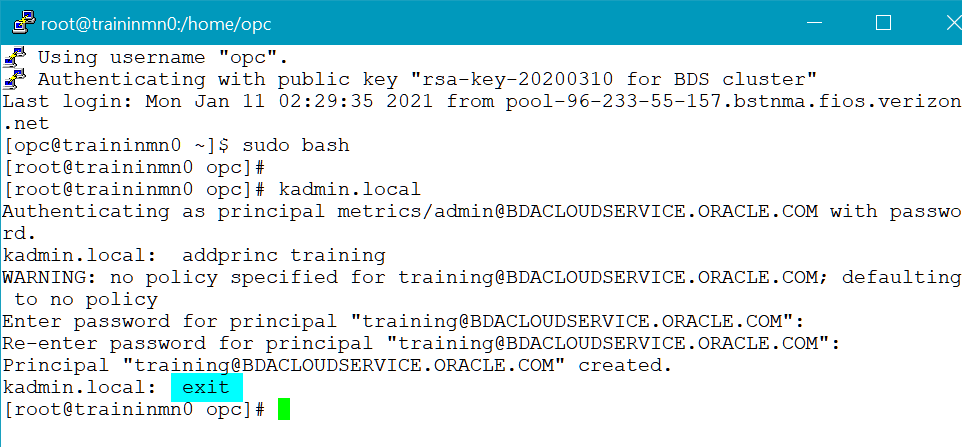 root@traininmn0:/home/opc
Using username "opc".
Authenticating with public key "rsa-key-20200310 for BDS cluster"
Last login: Mon Jan 11 02:29:35 2021 from pool-96-233-55-157.bstnma.fios.verizon
.net
[opc@traininmn0 ~]$ sudo bash
[root@traininmn0 opc]#
[root@traininmn0 opc]# kadmin.local
Authenticating as principal metrics/admin@BDACLOUDSERVICE.ORACLE.COM with passwo
rd.
kadmin.local:  addprinc training
WARNING: no policy specified for training@BDACLOUDSERVICE.ORACLE.COM; defaulting
 to no policy
Enter password for principal "training@BDACLOUDSERVICE.ORACLE.COM":
Re-enter password for principal "training@BDACLOUDSERVICE.ORACLE.COM":
Principal "training@BDACLOUDSERVICE.ORACLE.COM" created.
kadmin.local:  exit
[root@traininmn0 opc]#